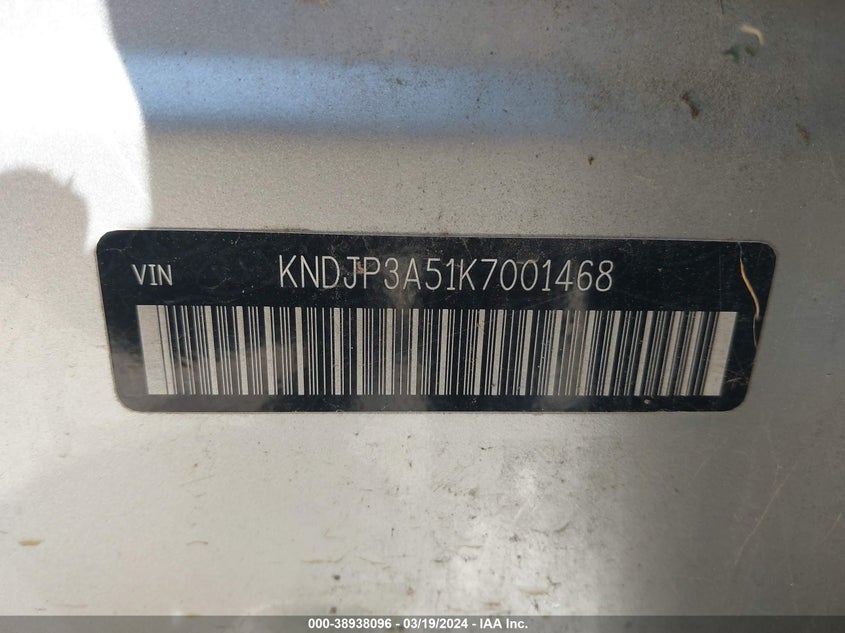 VIN KNDJP3A51K7001468
000-38938096 - 03/19/2024 - IAA Inc.